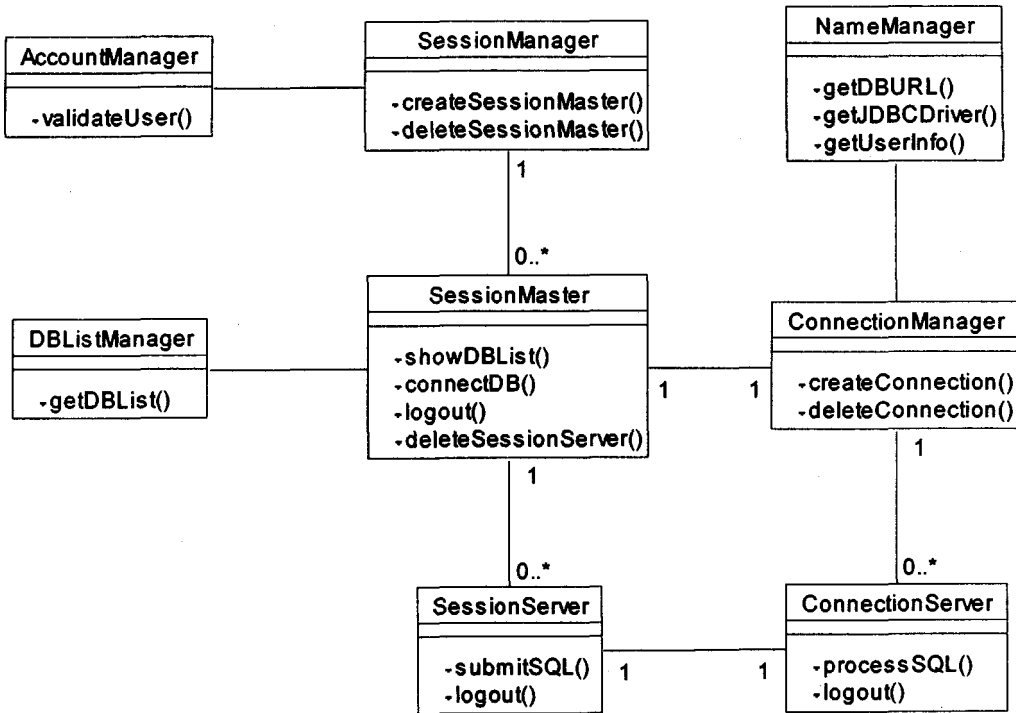 AccountManager
-validateUser()
SessionManager
-createSessionMaster()
-deleteSessionMaster()
NameManager
-getDBURL()
-getJDBCDriver()
-getUserInfo()
1
0..*
DBListManager
-getDBList()
SessionMaster
-showDBList()
-connectDB()
-logout()
-deleteSessionServer()
1
1
ConnectionManager
-createConnection()
-deleteConnection()
1
1
0..*
0..*
SessionServer
-submitSQL()
-logout()
1
1
ConnectionServer
-processSQL()
-logout()